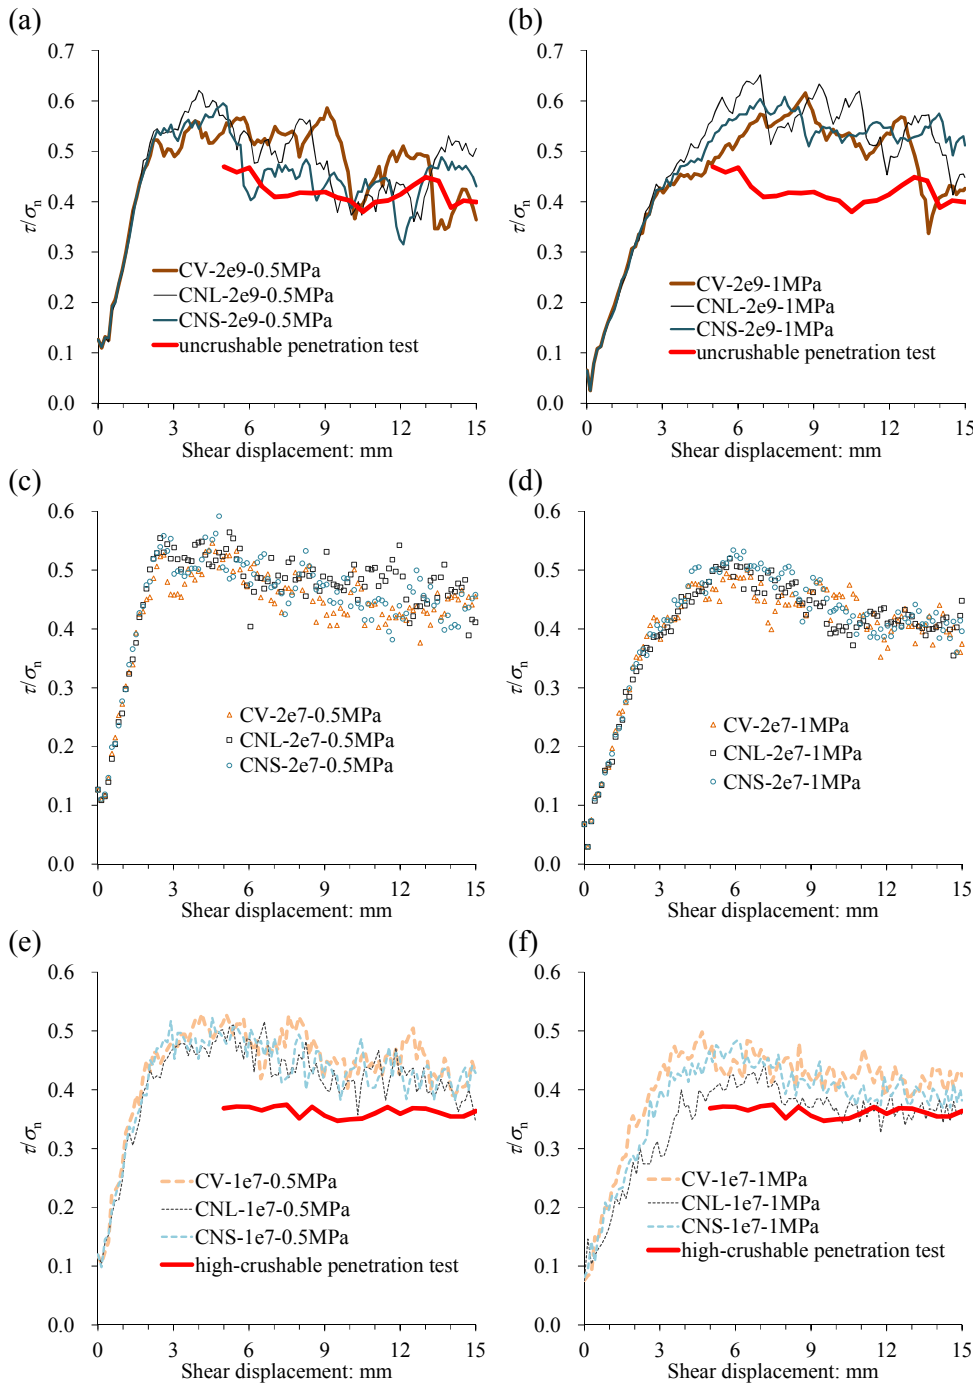 (a)
(b)
0.7
0.6
0.5
0.4
0.3
0.2
0.1
0.0
τ/σn
CV-2e9-0.5MPa
CNL-2e9-0.5MPa
CNS-2e9-0.5MPa
uncrushable penetration test
0 3 6 9 12 15
Shear displacement: mm
0.7
0.6
0.5
0.4
0.3
0.2
0.1
0.0
τ/σn
CV-2e9-1MPa
CNL-2e9-1MPa
CNS-2e9-1MPa
uncrushable penetration test
0 3 6 9 12 15
Shear displacement: mm
(c)
(d)
0.6
0.5
0.4
0.3
0.2
0.1
0.0
τ/σn
CV-2e7-0.5MPa
CNL-2e7-0.5MPa
CNS-2e7-0.5MPa
0 3 6 9 12 15
Shear displacement: mm
0.6
0.5
0.4
0.3
0.2
0.1
0.0
τ/σn
CV-2e7-1MPa
CNL-2e7-1MPa
CNS-2e7-1MPa
0 3 6 9 12 15
Shear displacement: mm
(e)
(f)
0.6
0.5
0.4
0.3
0.2
0.1
0.0
τ/σn
CV-1e7-0.5MPa
CNL-1e7-0.5MPa
CNS-1e7-0.5MPa
high-crushable penetration test
0 3 6 9 12 15
Shear displacement: mm
0.6
0.5
0.4
0.3
0.2
0.1
0.0
τ/σn
CV-1e7-1MPa
CNL-1e7-1MPa
CNS-1e7-1MPa
high-crushable penetration test
0 3 6 9 12 15
Shear displacement: mm